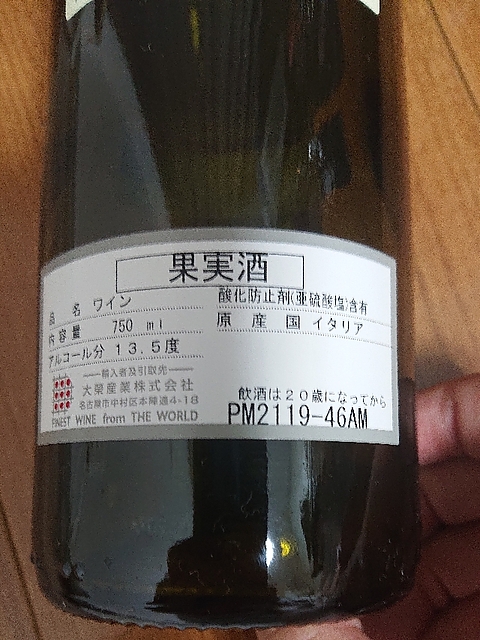 果実酒
品名 ワイン
酸化防止剤(亜硫酸塩)含有
内容量 750 ml
原産国 イタリア
アルコール分 13.5度
輸入者及引取先
大榮産業株式会社
名古屋市中村区本陣通4-18
FINEST WINE from THE WORLD
飲酒は20歳になってから
PM2119-46AM